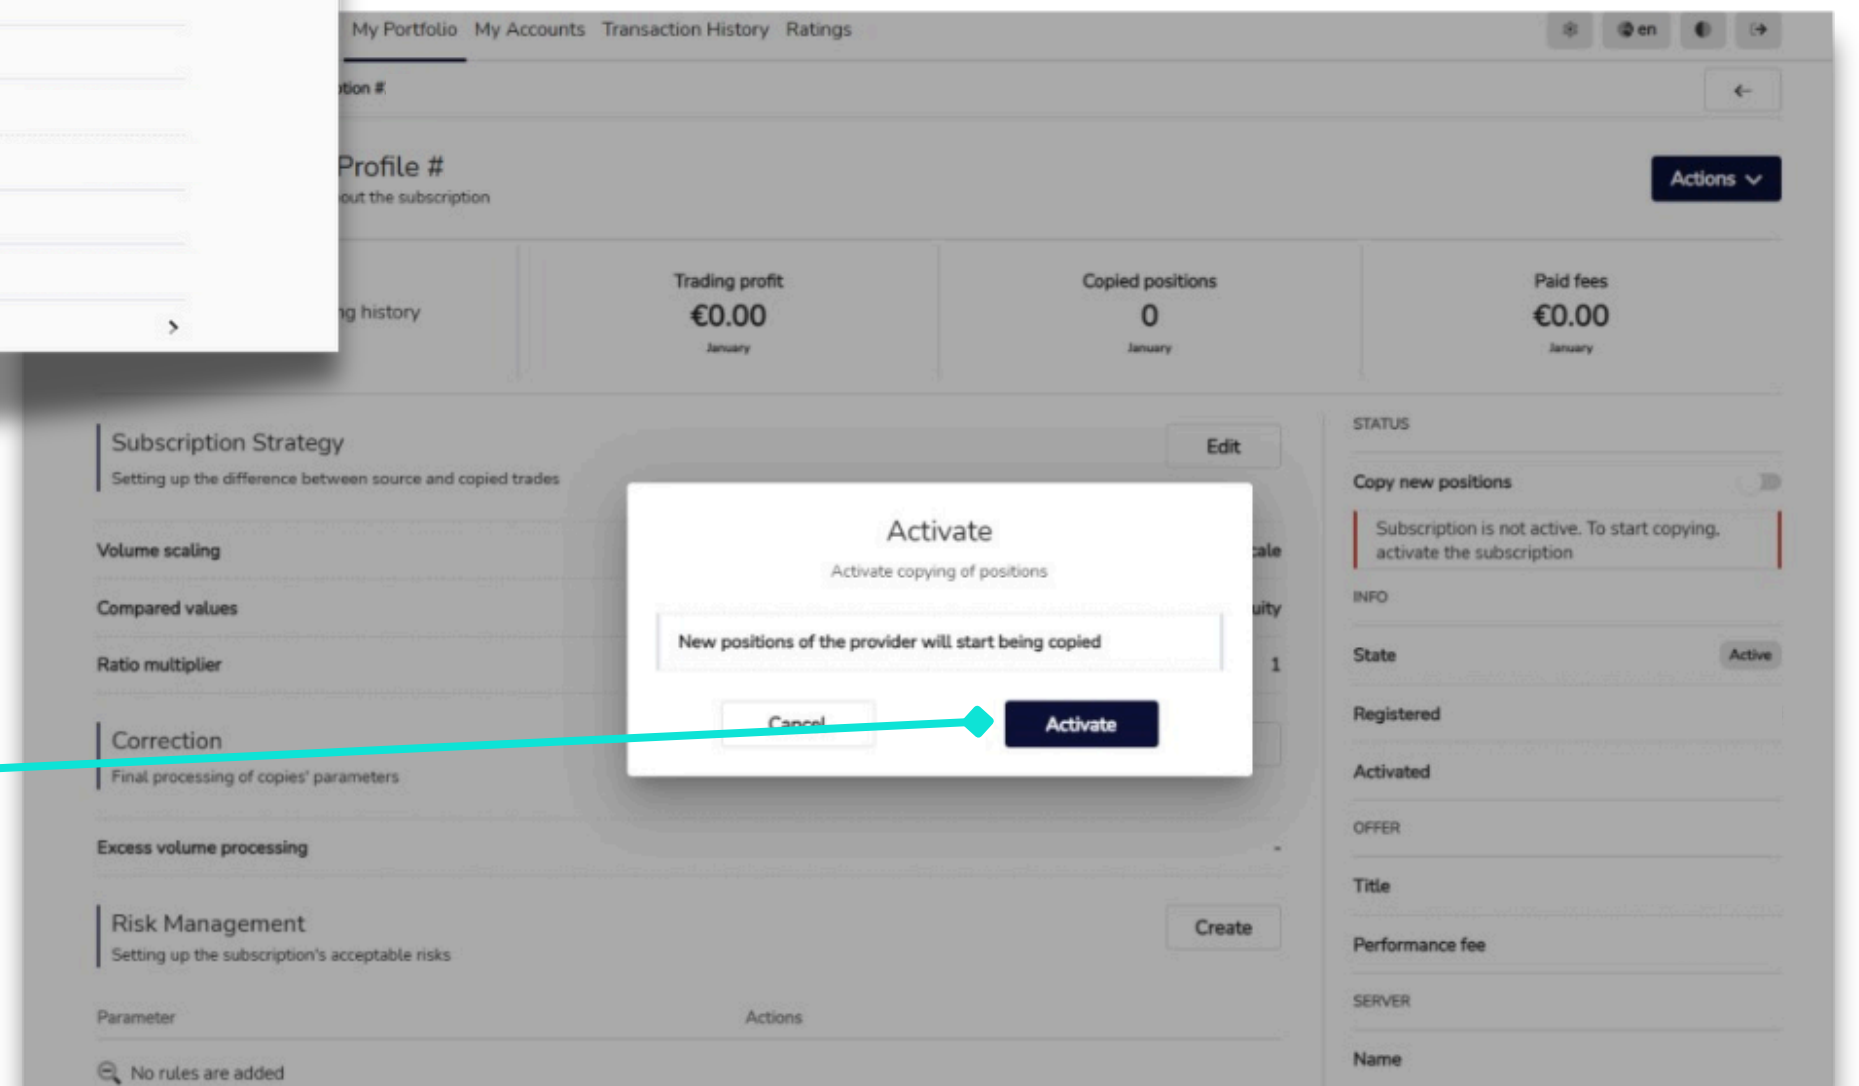 My Portfolio My Accounts Transaction History Ratings en
#
Profile #
out the subscription
Actions
history
Trading profit
€0.00
January
Copied positions
0
January
Paid fees
€0.00
January
Subscription Strategy
Setting up the difference between source and copied trades
Edit
Volume scaling
Compared values
Ratio multiplier
1
Correction
Final processing of copies' parameters
Excess volume processing
-
Risk Management
Setting up the subscription's acceptable risks
Create
Parameter
Actions
No rules are added
Activate
Activate copying of positions
New positions of the provider will start being copied
Cancel
Activate
STATUS
Copy new positions
Subscription is not active. To start copying,
activate the subscription
INFO
State
Active
Registered
Activated
OFFER
Title
Performance fee
SERVER
Name